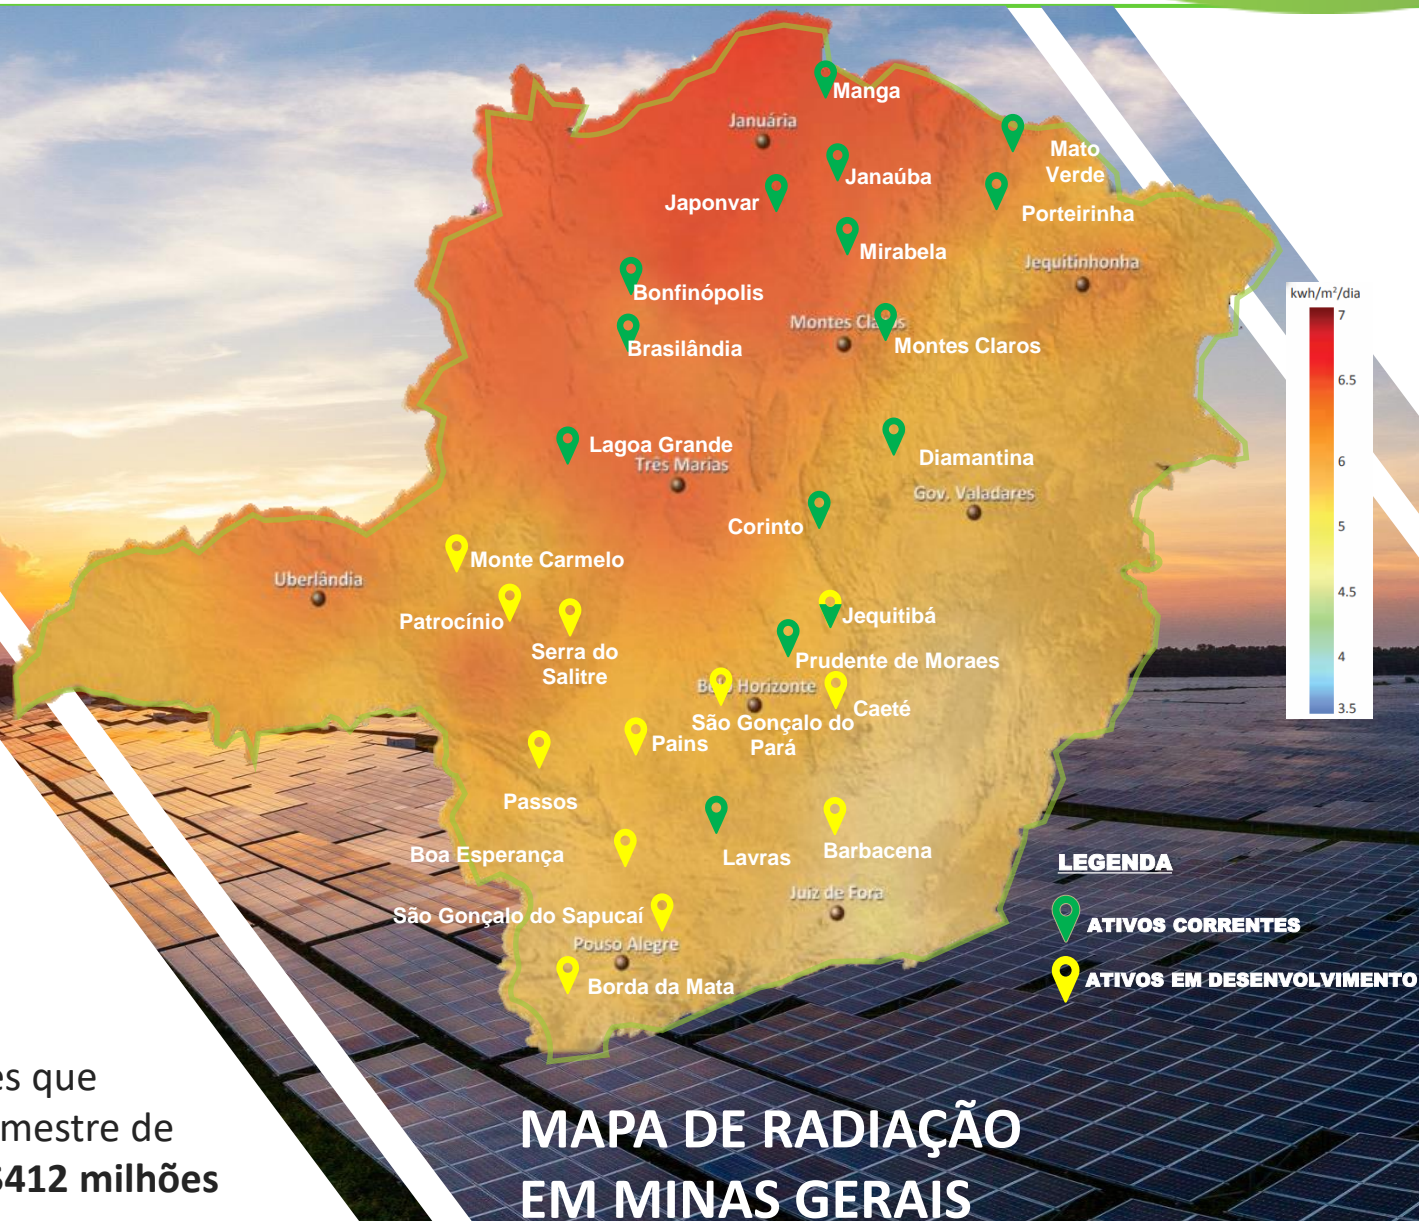 Manga
Januária
Mato
Verde
Janaúba
Japonvar
Porteirinha
Mirabela
Jequitinhonha
Bonfinópolis
kwh/m²/dia
7
6.5
6
5
4.5
4
3.5
Montes Claros
Montes Claros
Brasilândia
Lagoa Grande
Três Marias
Diamantina
Gov. Valadares
Corinto
Monte Carmelo
Uberlândia
Patrocínio
Jequitibá
Serra do
Salitre
Prudente de Moraes
Belo Horizonte
Caeté
São Gonçalo do
Pará
Pains
Passos
Boa Esperança
Lavras
Barbacena
Juiz de Fora
São Gonçalo do Sapucaí
Pouso Alegre
Borda da Mata
LEGENDA
ATIVOS CORRENTES
ATIVOS EM DESENVOLVIMENTO
es que
mestre de
412 milhões
MAPA DE RADIAÇÃO
EM MINAS GERAIS